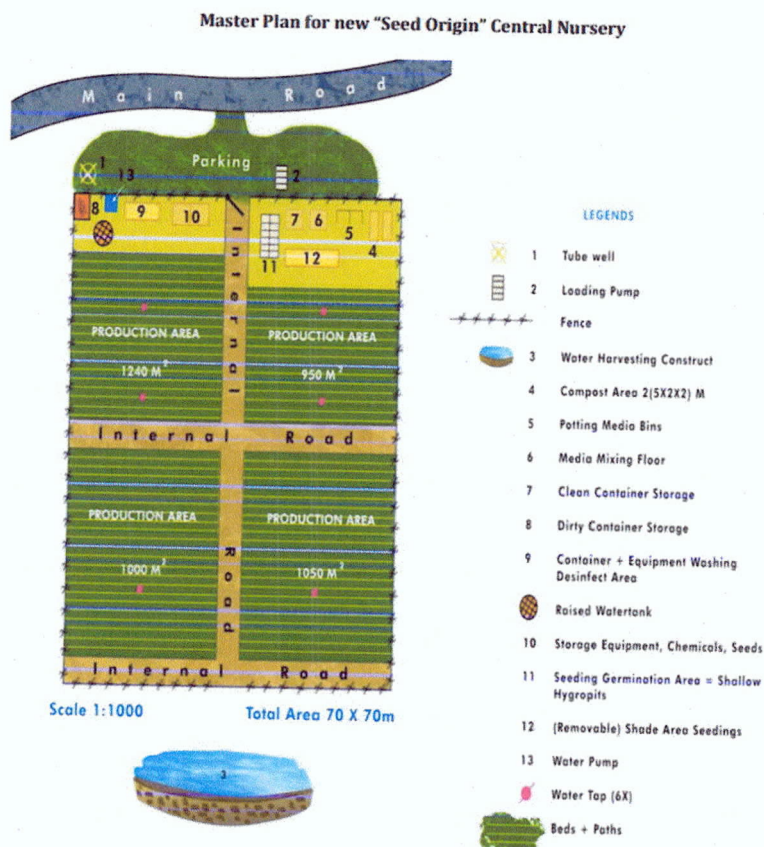 Master Plan for new “Seed Origin” Central Nursery
Main Road
Parking
1
13
2
8
9
10
7
6
5
4
11
12
Internal
PRODUCTION AREA
1240 M²
PRODUCTION AREA
950 M²
Internal Road
PRODUCTION AREA
1000 M²
PRODUCTION AREA
1050 M²
Road
Internal Road
Scale 1:1000
Total Area 70 X 70m
3
LEGENDS
1 Tube well
2 Loading Pump
Fence
3 Water Harvesting Construct
4 Compost Area 2(5X2X2) M
5 Potting Media Bins
6 Media Mixing Floor
7 Clean Container Storage
8 Dirty Container Storage
9 Container + Equipment Washing
Desinfect Area
Raised Watertank
10 Storage Equipment, Chemicals, Seeds
11 Seeding Germination Area = Shallow
Hygropits
12 (Removable) Shade Area Seedings
13 Water Pump
Water Tap (6X)
Beds + Paths